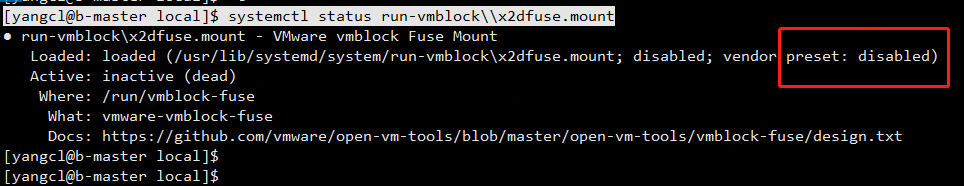 [yangcl@b-master local]$ systemctl status run-vmblock\\x2dfuse.mount
● run-vmblock\x2dfuse.mount - VMware vmblock Fuse Mount
Loaded: loaded (/usr/lib/systemd/system/run-vmblock\x2dfuse.mount; disabled; vendor preset: disabled)
Active: inactive (dead)
Where: /run/vmblock-fuse
What: vmware-vmblock-fuse
Docs: https://github.com/vmware/open-vm-tools/blob/master/open-vm-tools/vmblock-fuse/design.txt
[yangcl@b-master local]$
[yangcl@b-master local]$